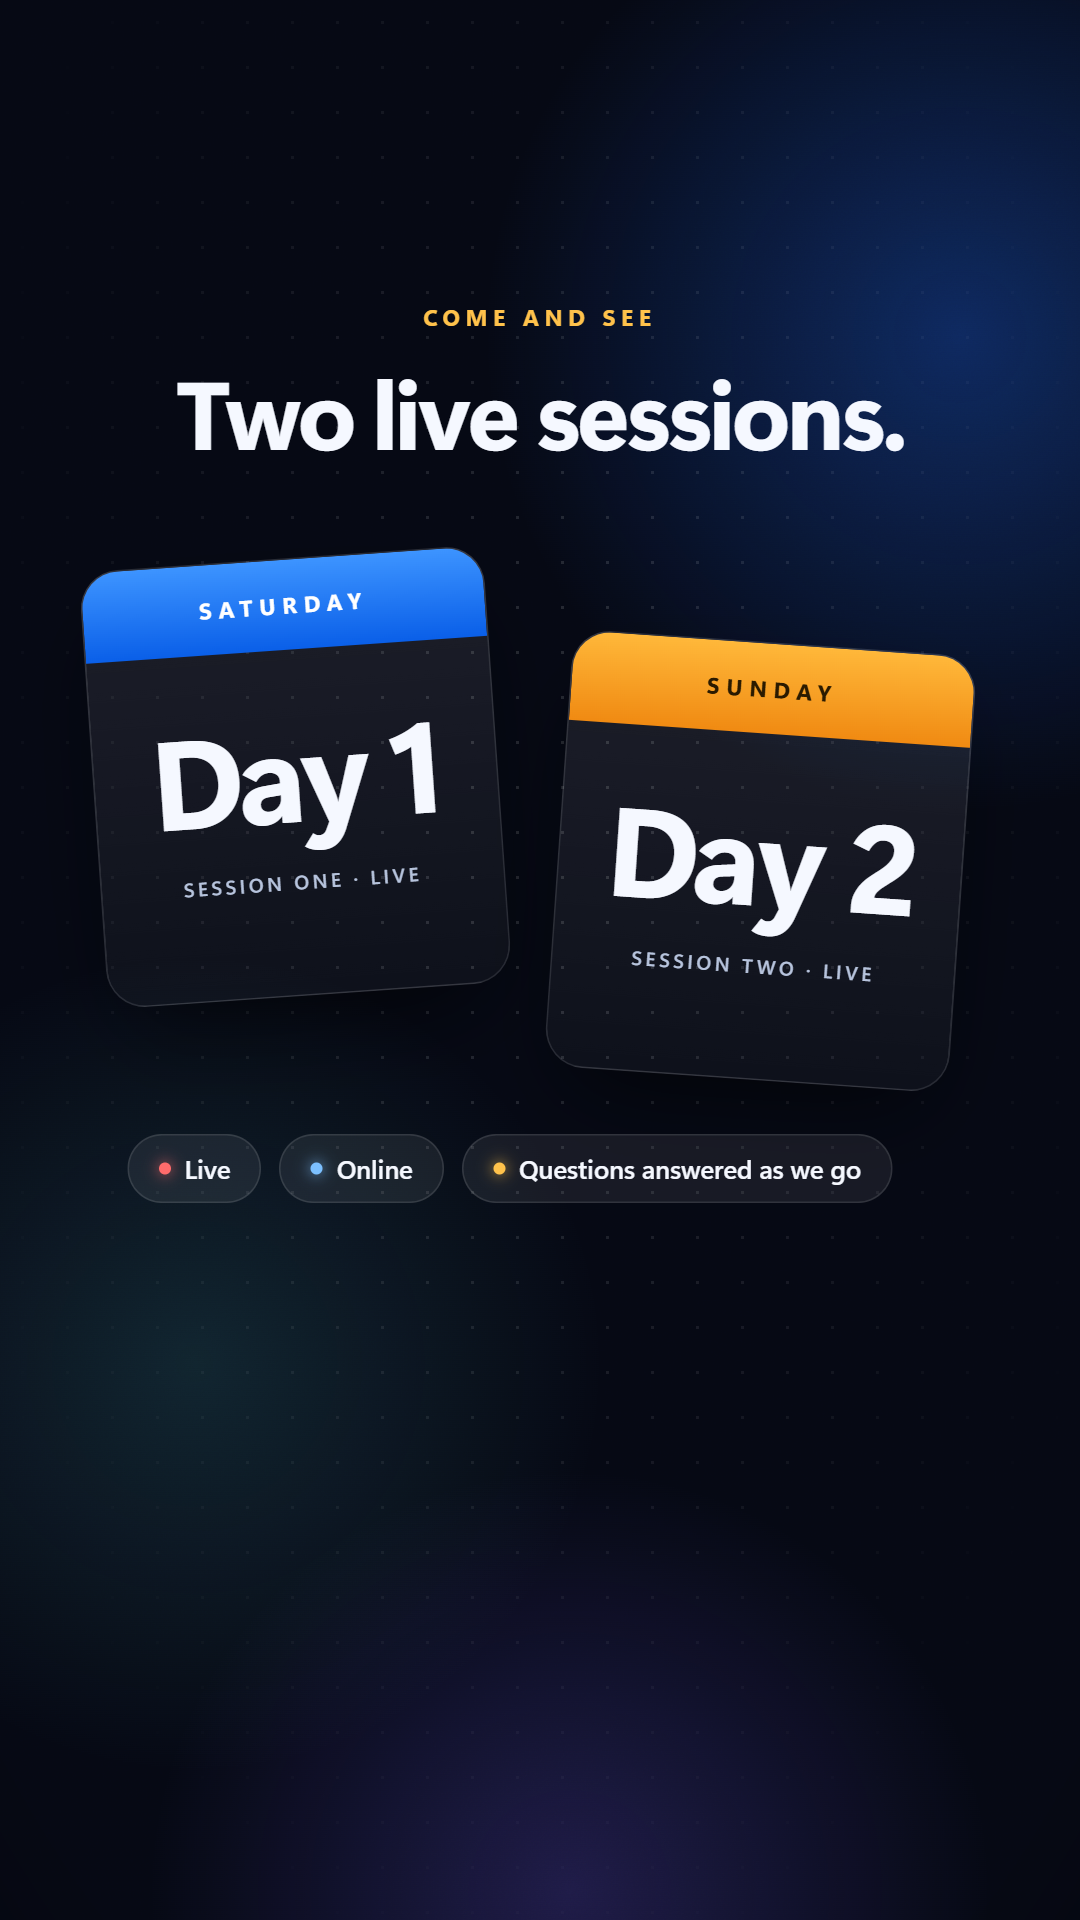 COME AND SEE
Two live sessions.
SATURDAY
Day 1
SESSION ONE · LIVE
SUNDAY
Day 2
SESSION TWO · LIVE
Live
Online
Questions answered as we go